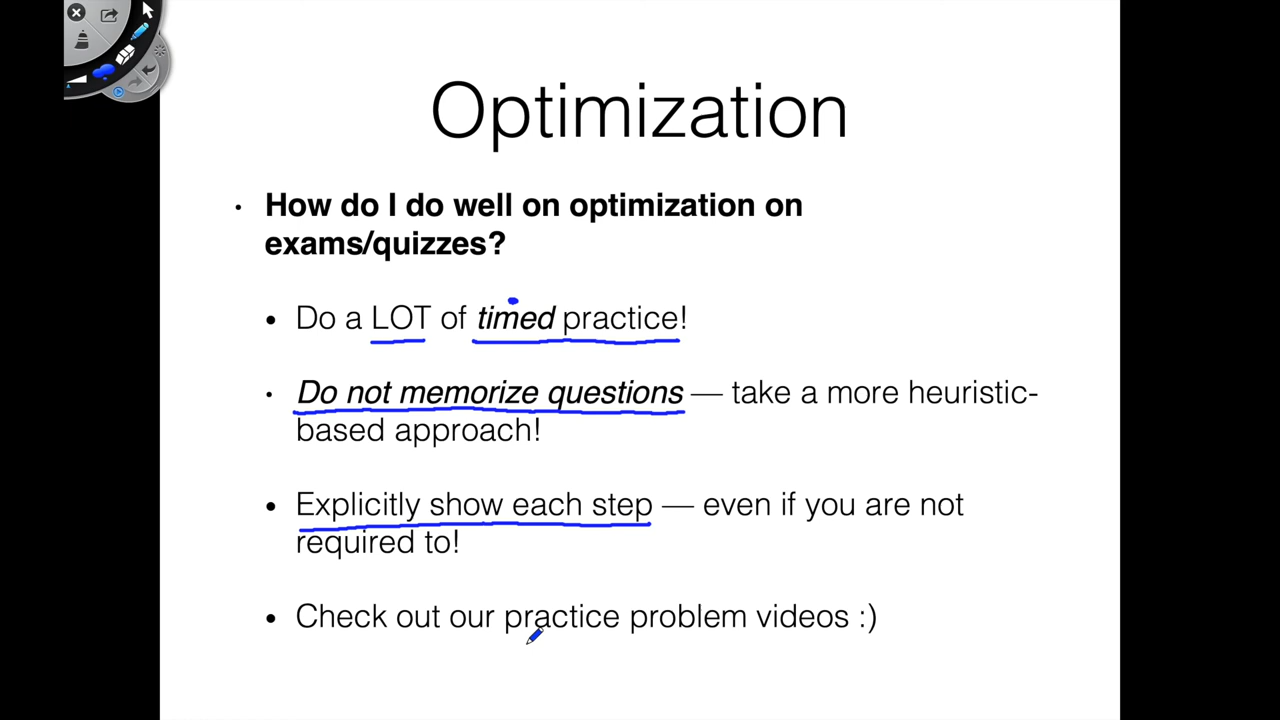 Optimization
• How do I do well on optimization on
exams/quizzes?
• Do a LOT of timed practice!
• Do not memorize questions — take a more heuristic-
based approach!
• Explicitly show each step — even if you are not
required to!
• Check out our practice problem videos :)